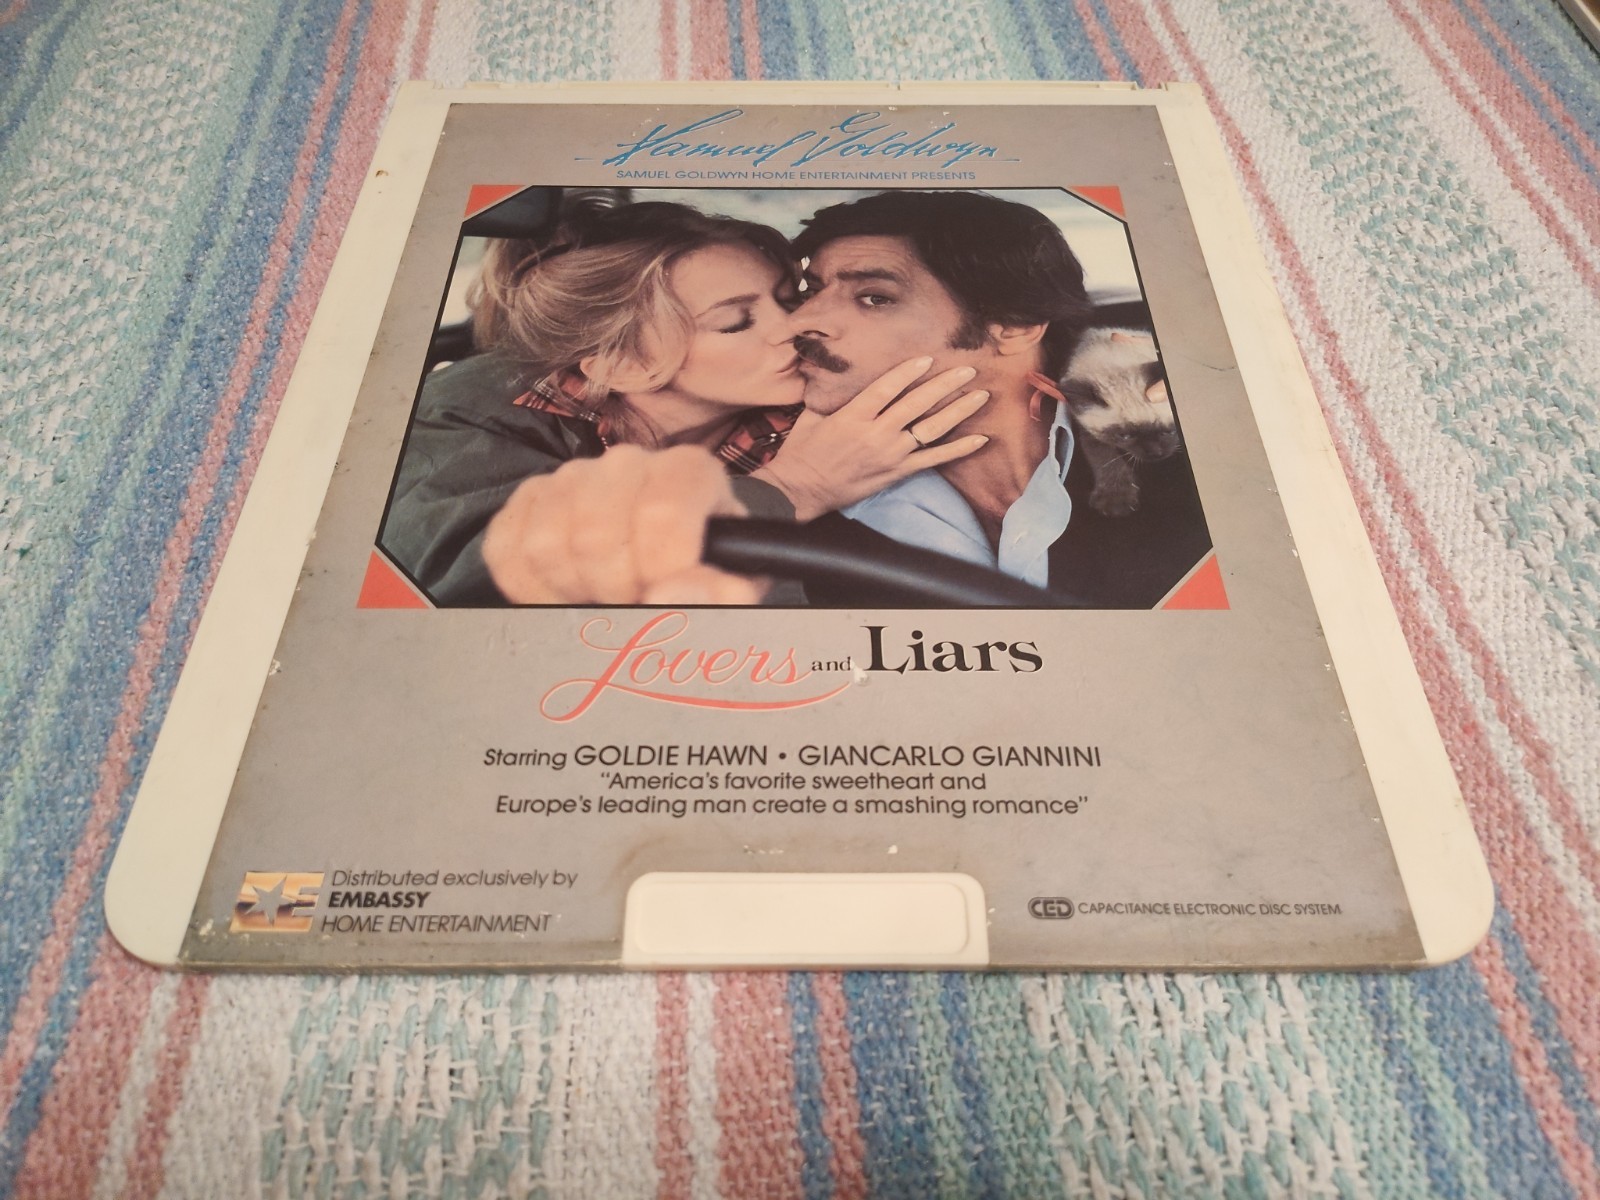 Samuel Goldwyn
SAMUEL GOLDWYN HOME ENTERTAINMENT PRESENTS
Lovers and Liars
Starring GOLDIE HAWN • GIANCARLO GIANNINI
"America's favorite sweetheart and
Europe's leading man create a smashing romance"
Distributed exclusively by
EMBASSY
HOME ENTERTAINMENT
E
CED CAPACITANCE ELECTRONIC DISC SYSTEM